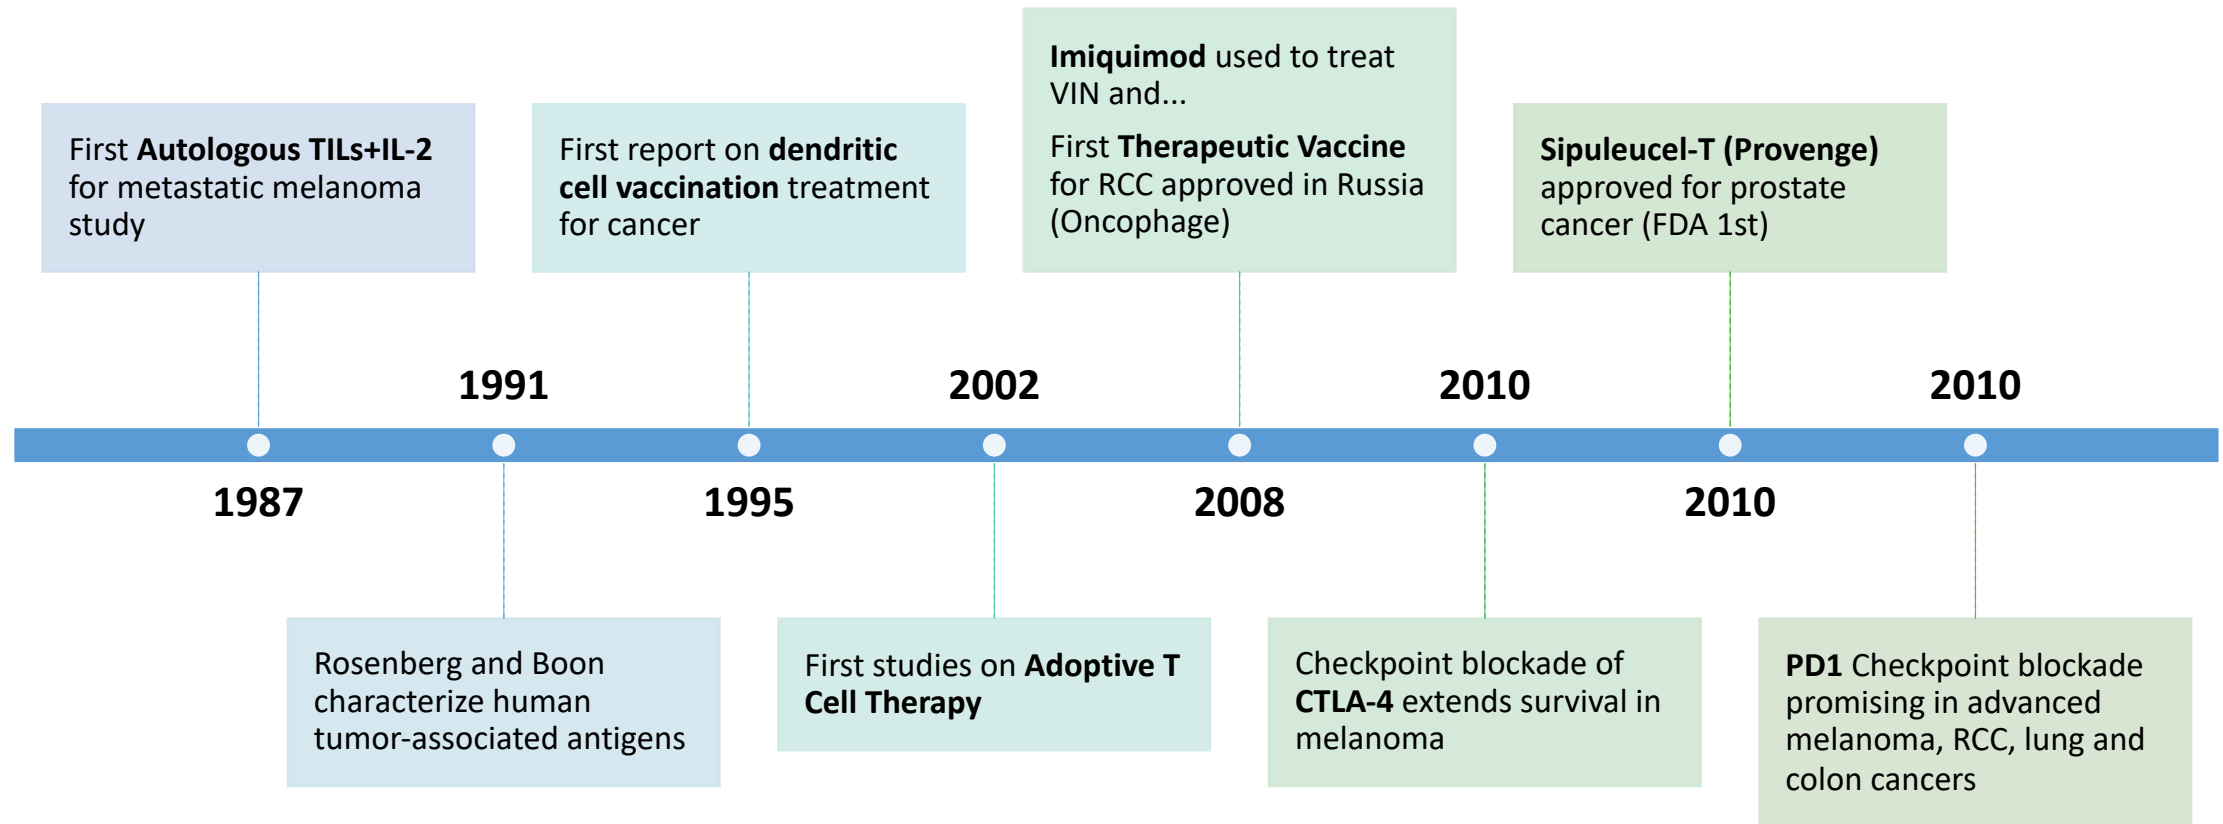 First Autologous TILs+IL-2
for metastatic melanoma
study
1987
1991
Rosenberg and Boon
characterize human
tumor-associated antigens
First report on dendritic
cell vaccination treatment
for cancer
1995
2002
First studies on Adoptive T
Cell Therapy
Imiquimod used to treat
VIN and...
First Therapeutic Vaccine
for RCC approved in Russia
(Oncophage)
2008
2010
Checkpoint blockade of
CTLA-4 extends survival in
melanoma
Sipuleucel-T (Provenge)
approved for prostate
cancer (FDA 1st)
2010
2010
PD1 Checkpoint blockade
promising in advanced
melanoma, RCC, lung and
colon cancers